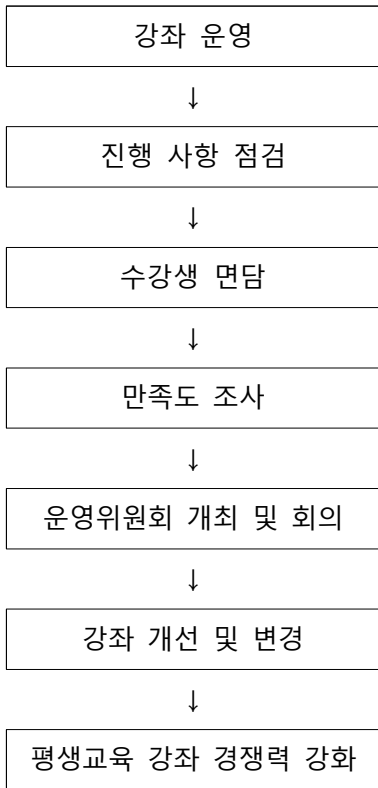 강좌 운영
↓
진행 사항 점검
↓
수강생 면담
↓
만족도 조사
↓
운영위원회 개최 및 회의
↓
강좌 개선 및 변경
↓
평생교육 강좌 경쟁력 강화